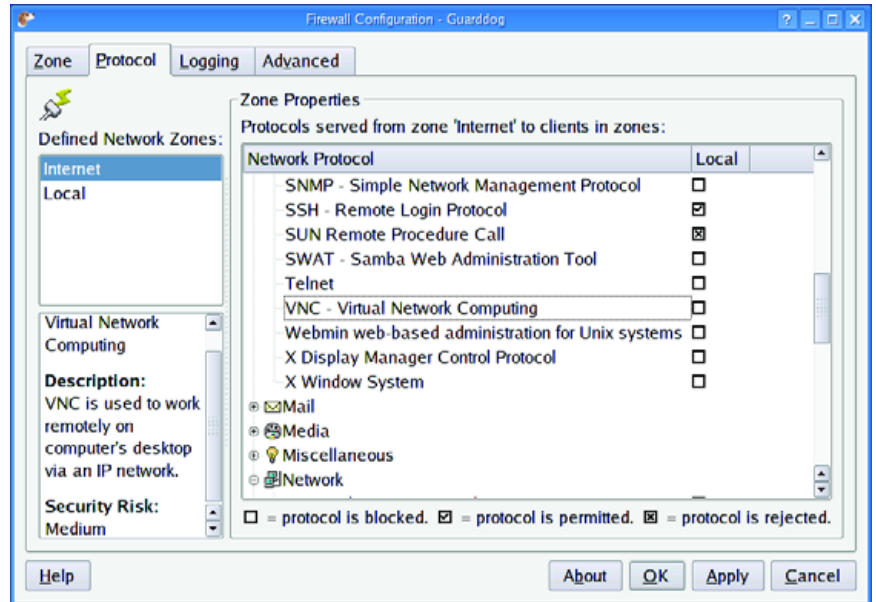 Firewall Configuration - Guarddog
Zone Protocol Logging Advanced
Defined Network Zones:
Internet
Local
Virtual Network
Computing
Description:
VNC is used to work
remotely on
computer's desktop
via an IP network.
Security Risk:
Medium
Zone Properties
Protocols served from zone 'Internet' to clients in zones:
Network Protocol Local
SNMP - Simple Network Management Protocol
SSH - Remote Login Protocol
SUN Remote Procedure Call
SWAT - Samba Web Administration Tool
Telnet
VNC - Virtual Network Computing
Webmin web-based administration for Unix systems
X Display Manager Control Protocol
X Window System
Mail
Media
Miscellaneous
Network
= protocol is blocked. = protocol is permitted. = protocol is rejected.
Help About OK Apply Cancel